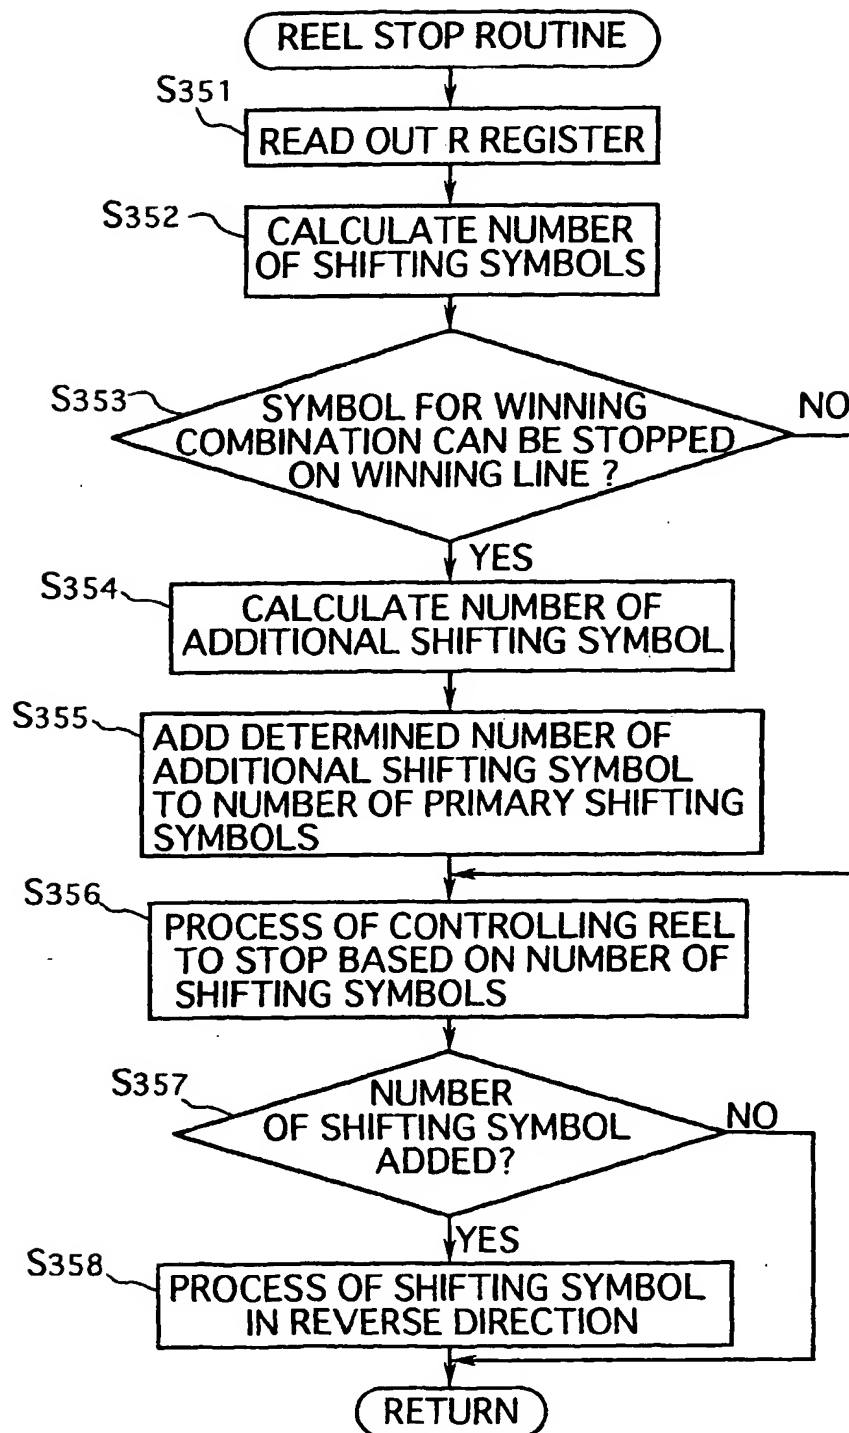 REEL STOP ROUTINE
S351
READ OUT R REGISTER
S352
CALCULATE NUMBER
OF SHIFTING SYMBOLS
S353
SYMBOL FOR WINNING
COMBINATION CAN BE STOPPED
ON WINNING LINE ?
NO
YES
S354
CALCULATE NUMBER OF
ADDITIONAL SHIFTING SYMBOL
S355
ADD DETERMINED NUMBER OF
ADDITIONAL SHIFTING SYMBOL
TO NUMBER OF PRIMARY SHIFTING
SYMBOLS
S356
PROCESS OF CONTROLLING REEL
TO STOP BASED ON NUMBER OF
SHIFTING SYMBOLS
S357
NUMBER
OF SHIFTING SYMBOL
ADDED?
NO
YES
S358
PROCESS OF SHIFTING SYMBOL
IN REVERSE DIRECTION
RETURN